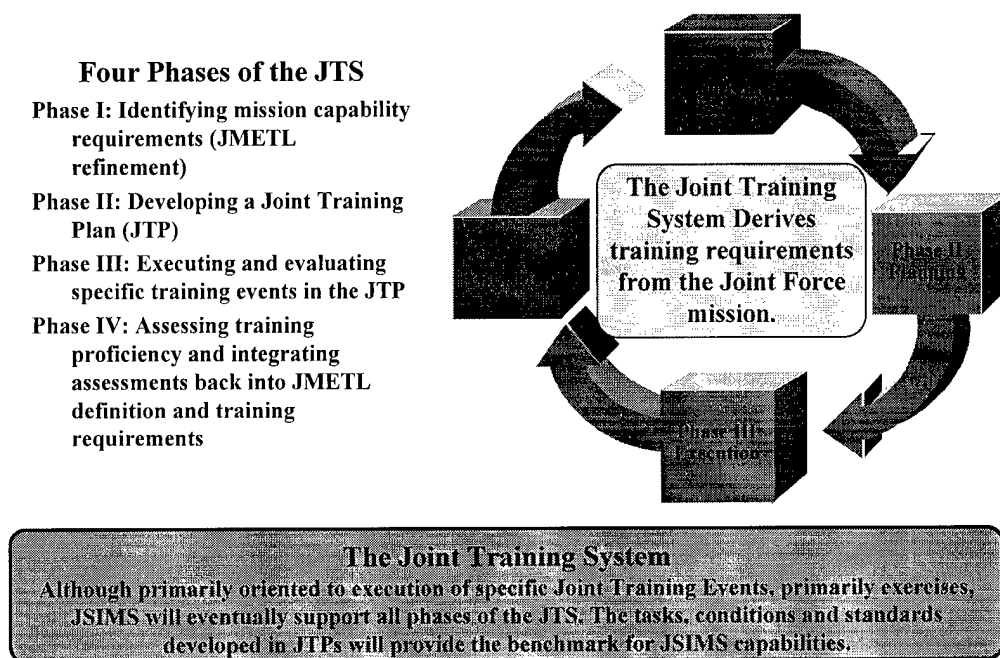 Four Phases of the JTS
Phase I: Identifying mission capability
requirements (JMETL
refinement)
Phase II: Developing a Joint Training
Plan (JTP)
Phase III: Executing and evaluating
specific training events in the JTP
Phase IV: Assessing training
proficiency and integrating
assessments back into JMETL
definition and training
requirements
The Joint Training
System Derives
training requirements
from the Joint Force
mission.
Phase II-
Training
Phase III-
Execution
The Joint Training System
Although primarily oriented to execution of specific Joint Training Events, primarily exercises,
JSIMS will eventually support all phases of the JTS. The tasks, conditions and standards
developed in JTPs will provide the benchmark for JSIMS capabilities.